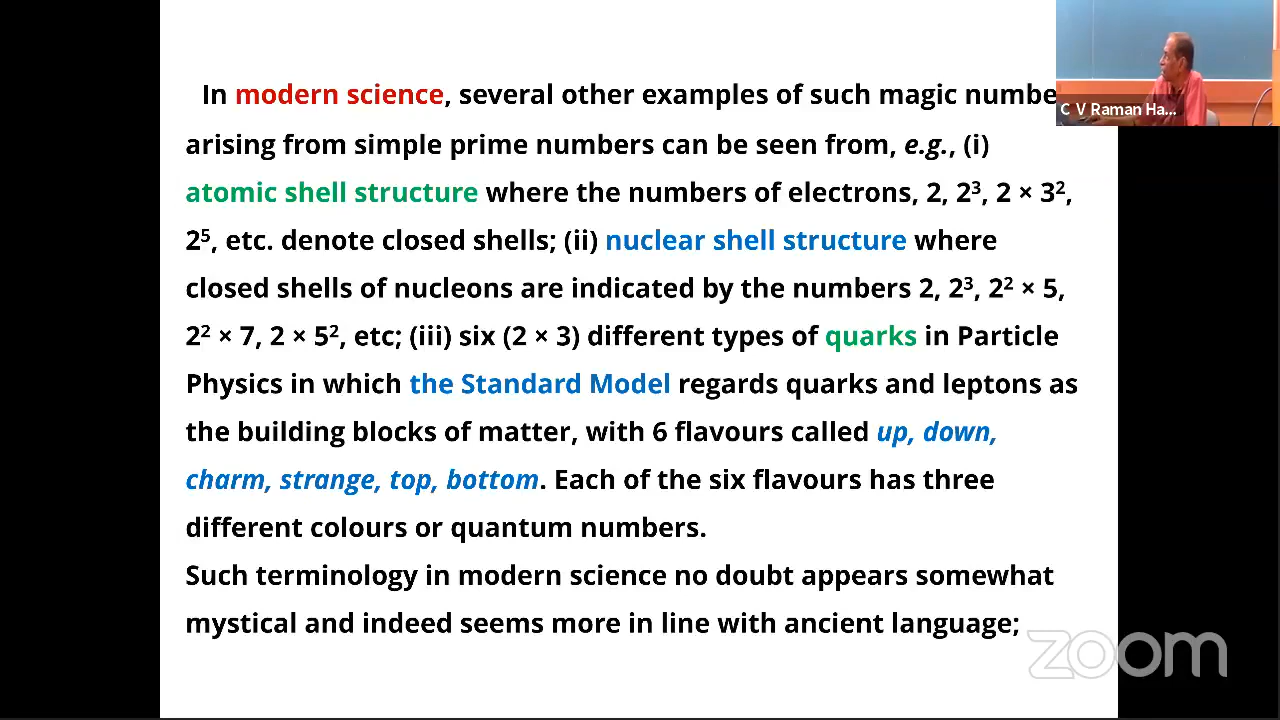 In modern science, several other examples of such magic numbe
arising from simple prime numbers can be seen from, e.g., (i)
atomic shell structure where the numbers of electrons, 2, 2³, 2 × 3²,
2⁵, etc. denote closed shells; (ii) nuclear shell structure where
closed shells of nucleons are indicated by the numbers 2, 2³, 2² × 5,
2² × 7, 2 × 5², etc; (iii) six (2 × 3) different types of quarks in Particle
Physics in which the Standard Model regards quarks and leptons as
the building blocks of matter, with 6 flavours called up, down,
charm, strange, top, bottom. Each of the six flavours has three
different colours or quantum numbers.
Such terminology in modern science no doubt appears somewhat
mystical and indeed seems more in line with ancient language;
C V Raman Ha...
zoom